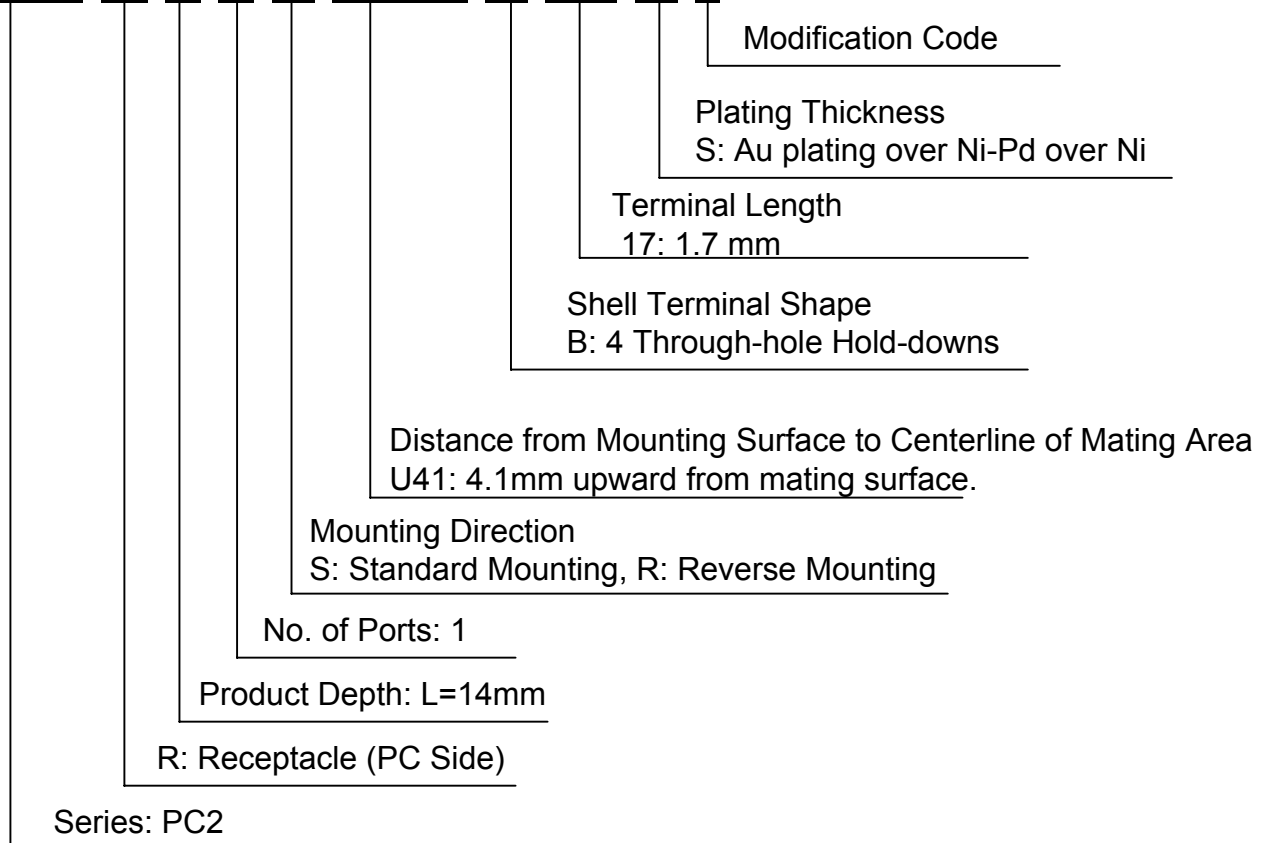 Modification Code
Plating Thickness
S: Au plating over Ni-Pd over Ni
Terminal Length
17: 1.7 mm
Shell Terminal Shape
B: 4 Through-hole Hold-downs
Distance from Mounting Surface to Centerline of Mating Area
U41: 4.1mm upward from mating surface.
Mounting Direction
S: Standard Mounting, R: Reverse Mounting
No. of Ports: 1
Product Depth: L=14mm
R: Receptacle (PC Side)
Series: PC2